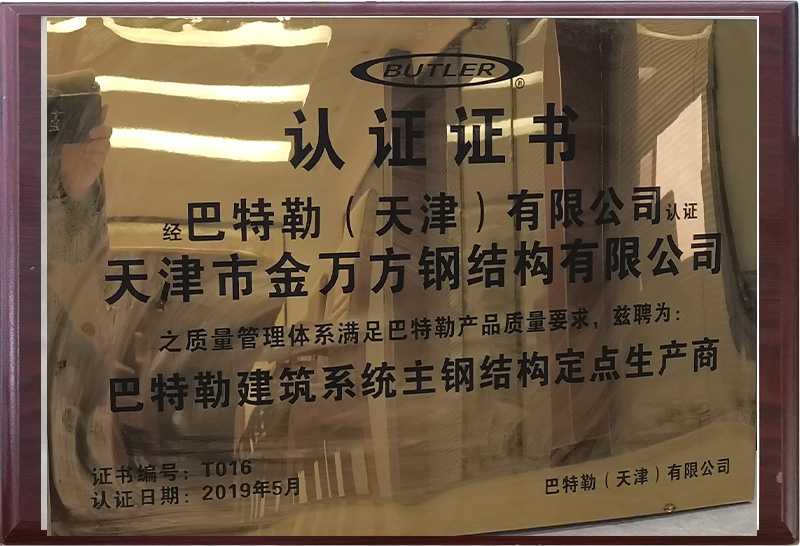 BUTLER®
认证证书
经巴特勒（天津）有限公司认证
天津市金万方钢结构有限公司
之质量管理体系满足巴特勒产品质量要求，兹聘为：
巴特勒建筑系统主钢结构定点生产商
证书编号：T016
认证日期：2019年5月
巴特勒（天津）有限公司